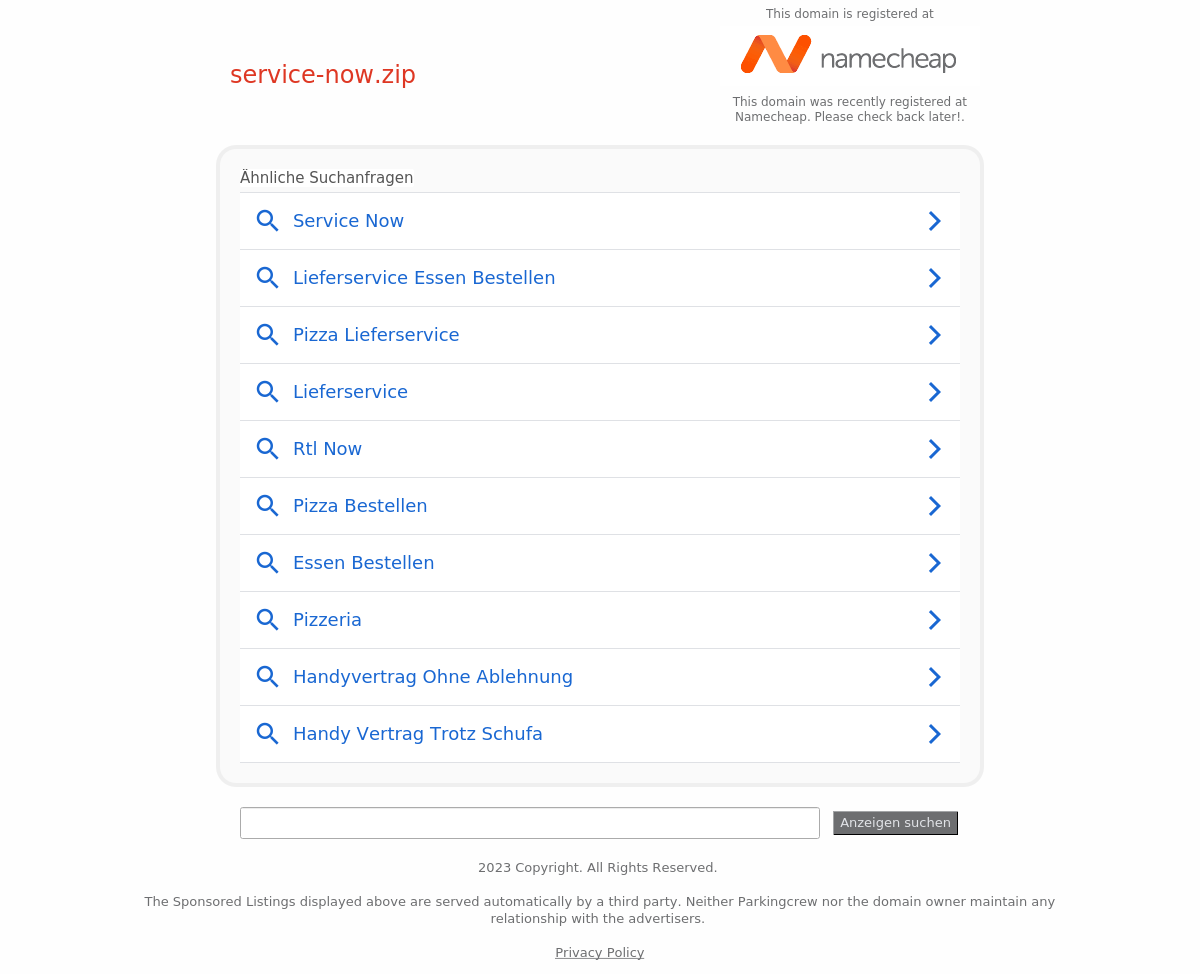 This domain is registered at
namecheap
service-now.zip
This domain was recently registered at
Namecheap. Please check back later!.
Ähnliche Suchanfragen
Service Now
Lieferservice Essen Bestellen
Pizza Lieferservice
Lieferservice
Rtl Now
Pizza Bestellen
Essen Bestellen
Pizzeria
Handyvertrag Ohne Ablehnung
Handy Vertrag Trotz Schufa
Anzeigen suchen
2023 Copyright. All Rights Reserved.
The Sponsored Listings displayed above are served automatically by a third party. Neither Parkingcrew nor the domain owner maintain any
relationship with the advertisers.
Privacy Policy